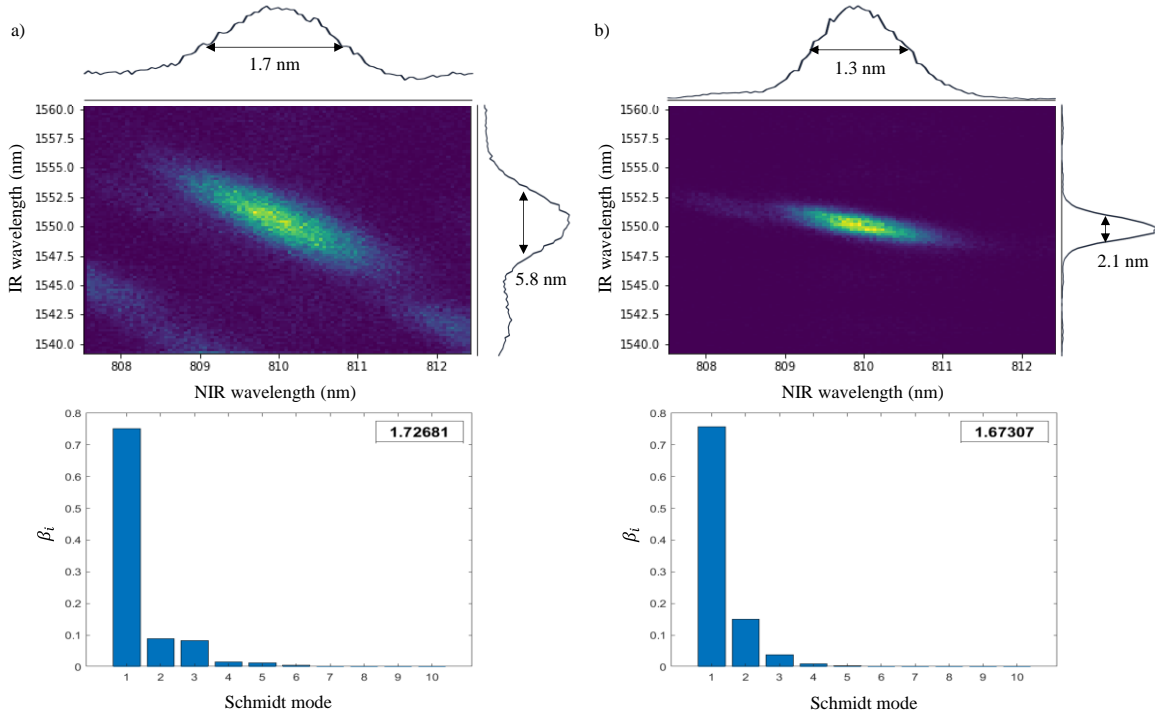 a)
1.7 nm
IR wavelength (nm)
1560.0
1557.5
1555.0
1552.5
1550.0
1547.5
1545.0
1542.5
1540.0
5.8 nm
808 809 810 811 812
NIR wavelength (nm)
b)
1.3 nm
IR wavelength (nm)
1560.0
1557.5
1555.0
1552.5
1550.0
1547.5
1545.0
1542.5
1540.0
2.1 nm
808 809 810 811 812
NIR wavelength (nm)
1.72681
βi
0.8
0.7
0.6
0.5
0.4
0.3
0.2
0.1
0
1 2 3 4 5 6 7 8 9 10
Schmidt mode
1.67307
βi
0.8
0.7
0.6
0.5
0.4
0.3
0.2
0.1
0
1 2 3 4 5 6 7 8 9 10
Schmidt mode